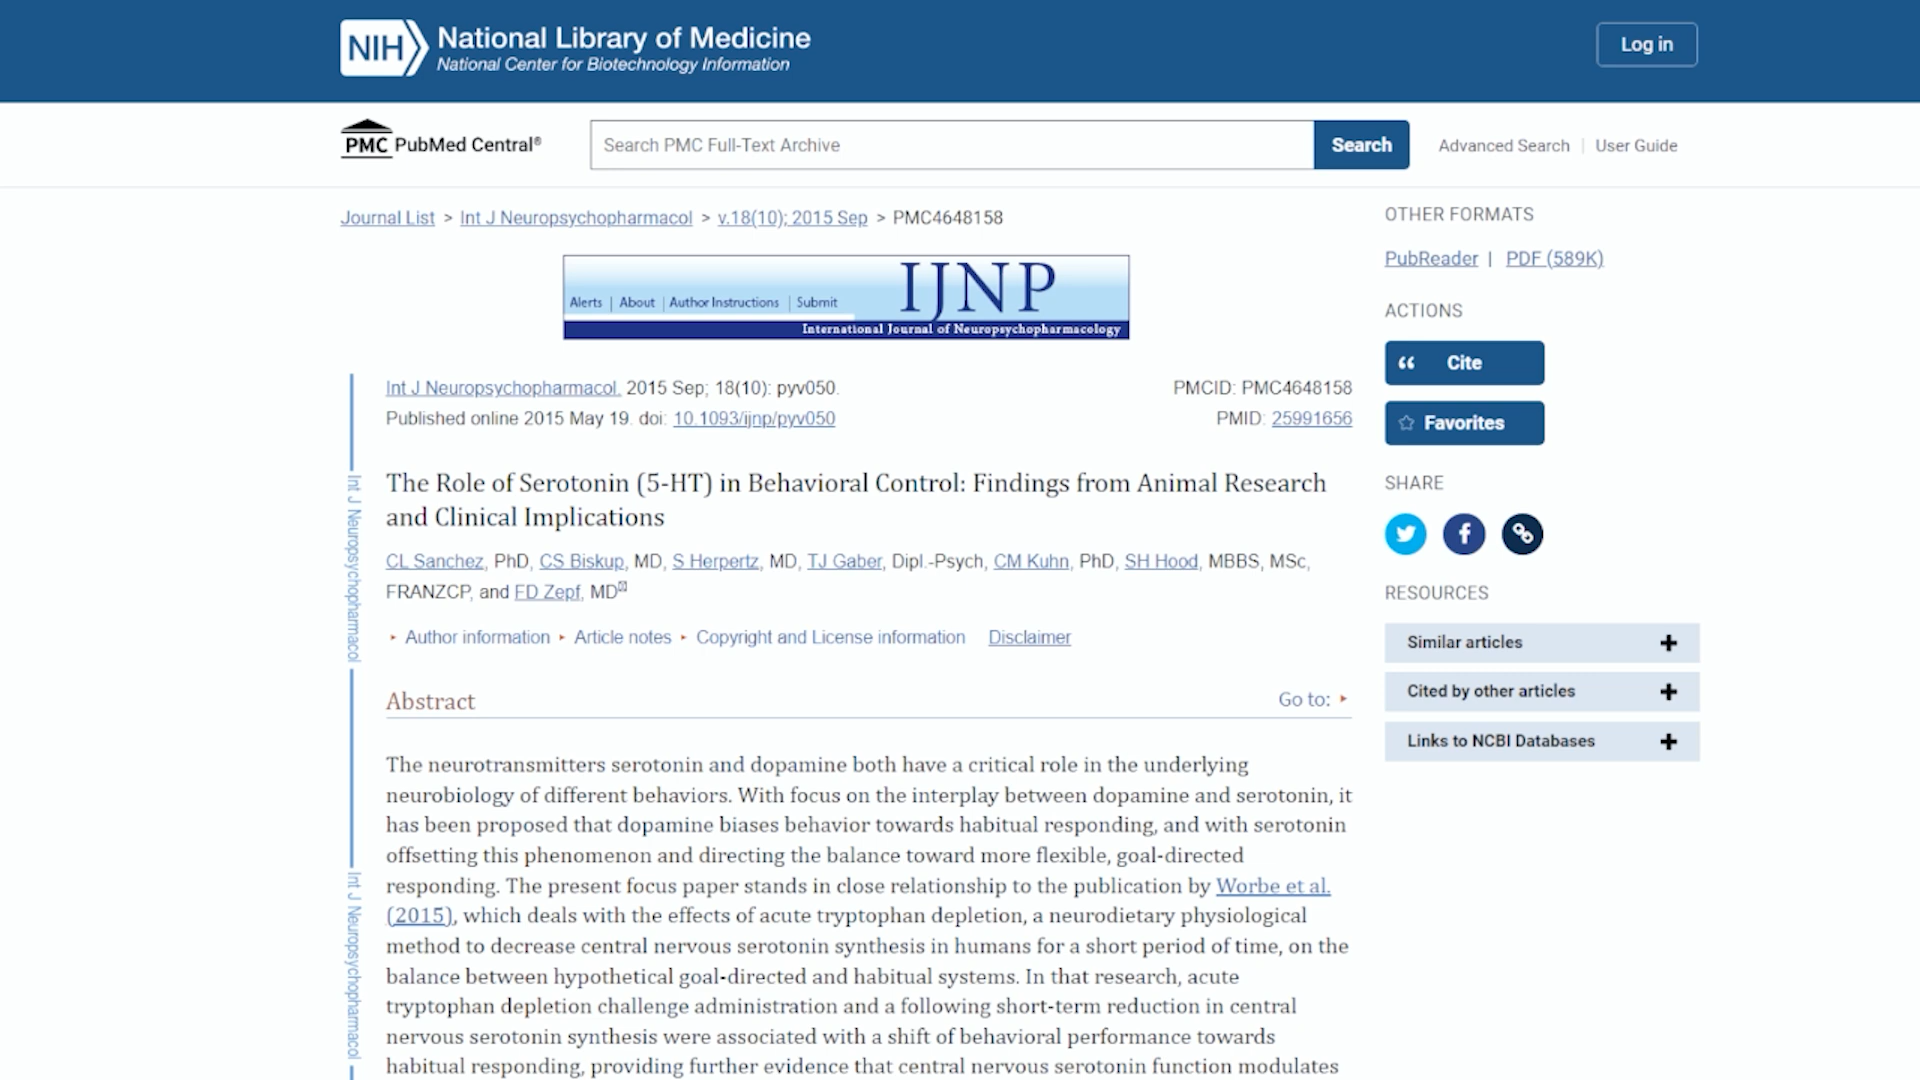 NIH National Library of Medicine
National Center for Biotechnology Information
Log in
PMC PubMed Central®
Search PMC Full-Text Archive
Search
Advanced Search | User Guide
Journal List > Int J Neuropsychopharmacol > v.18(10); 2015 Sep > PMC4648158
Alerts | About | Author Instructions | Submit
IJNP
International Journal of Neuropsychopharmacology
Int J Neuropsychopharmacol. 2015 Sep; 18(10): pyv050.
PMCID: PMC4648158
Published online 2015 May 19. doi: 10.1093/ijnp/pyv050
PMID: 25991656
The Role of Serotonin (5-HT) in Behavioral Control: Findings from Animal Research
and Clinical Implications
CL Sanchez, PhD, CS Biskup, MD, S Herpertz, MD, TJ Gaber, Dipl.-Psych, CM Kuhn, PhD, SH Hood, MBBS, MSc,
FRANZCP, and FD Zepf, MD
Author information Article notes Copyright and License information Disclaimer
Abstract
Go to:
The neurotransmitters serotonin and dopamine both have a critical role in the underlying
neurobiology of different behaviors. With focus on the interplay between dopamine and serotonin, it
has been proposed that dopamine biases behavior towards habitual responding, and with serotonin
offsetting this phenomenon and directing the balance toward more flexible, goal-directed
responding. The present focus paper stands in close relationship to the publication by Worbe et al.
(2015), which deals with the effects of acute tryptophan depletion, a neurodietary physiological
method to decrease central nervous serotonin synthesis in humans for a short period of time, on the
balance between hypothetical goal-directed and habitual systems. In that research, acute
tryptophan depletion challenge administration and a following short-term reduction in central
nervous serotonin synthesis were associated with a shift of behavioral performance towards
habitual responding, providing further evidence that central nervous serotonin function modulates
Int J Neuropsychopharmacol
Int J Neuropsychopharmacol
OTHER FORMATS
PubReader | PDF (589K)
ACTIONS
Cite
Favorites
SHARE
RESOURCES
Similar articles
Cited by other articles
Links to NCBI Databases